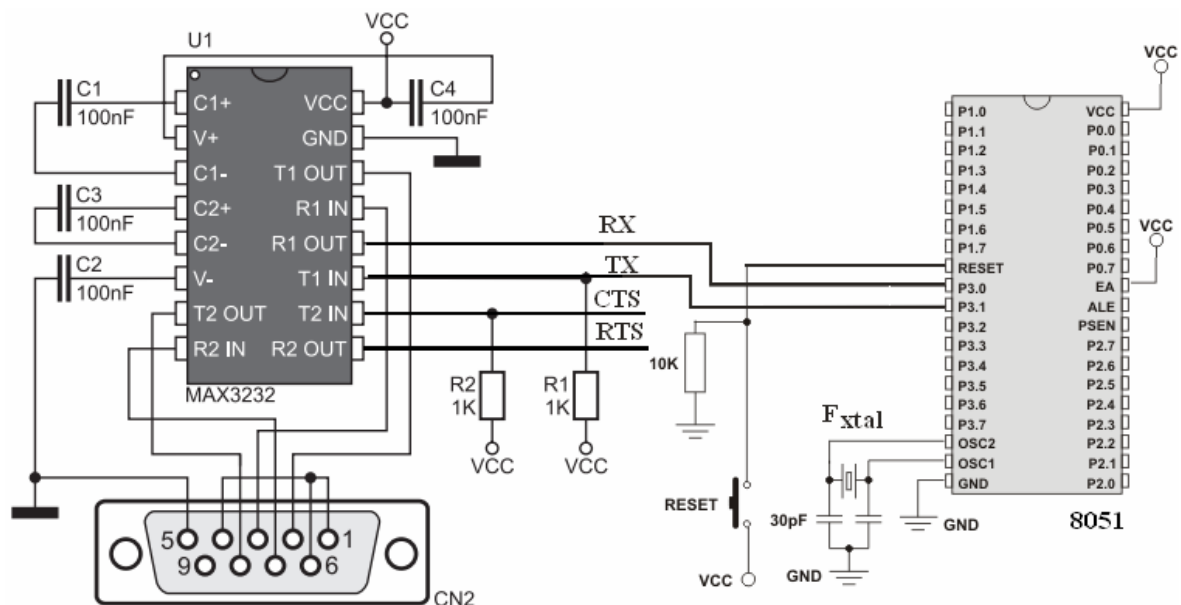 VCC
U1
C1
100nF
C4
100nF
C3
100nF
C2
100nF
C1+
V+
C1-
C2+
C2-
V-
T2 OUT
R2 IN
VCC
GND
T1 OUT
R1 IN
R1 OUT
T1 IN
T2 IN
R2 OUT
MAX3232
RX
TX
CTS
RTS
R2
1K
VCC
R1
1K
VCC
10K
RESET
VCC
Fxtal
30pF
GND
GND
VCC
VCC
P1.0
P1.1
P1.2
P1.3
P1.4
P1.5
P1.6
P1.7
RESET
P3.0
P3.1
P3.2
P3.3
P3.4
P3.5
P3.6
P3.7
OSC2
OSC1
GND
VCC
P0.0
P0.1
P0.2
P0.3
P0.4
P0.5
P0.6
P0.7
EA
ALE
PSEN
P2.7
P2.6
P2.5
P2.4
P2.3
P2.2
P2.1
P2.0
8051
5
1
9
6
CN2